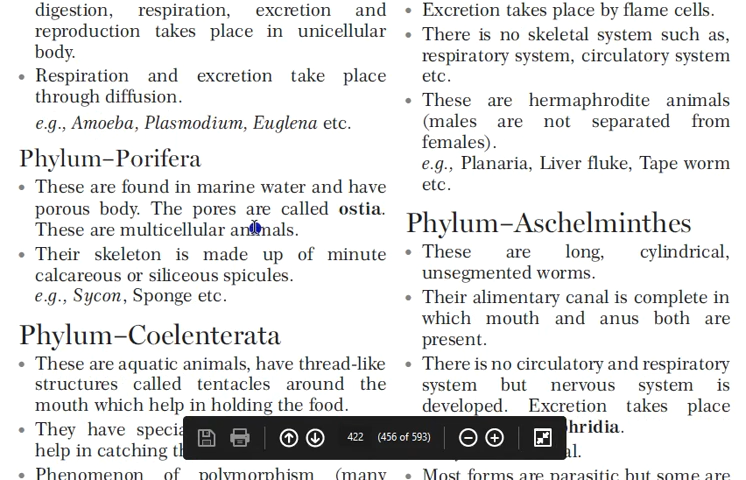 digestion, respiration, excretion and
reproduction takes place in unicellular
body.
• Respiration and excretion take place
through diffusion.
e.g., Amoeba, Plasmodium, Euglena etc.
Phylum–Porifera
• These are found in marine water and have
porous body. The pores are called ostia.
These are multicellular animals.
• Their skeleton is made up of minute
calcareous or siliceous spicules.
e.g., Sycon, Sponge etc.
Phylum–Coelenterata
• These are aquatic animals, have thread-like
structures called tentacles around the
mouth which help in holding the food.
• They have
help in catching
• Phenomenon of polymorphism (many
• Excretion takes place by flame cells.
• There is no skeletal system such as,
respiratory system, circulatory system
etc.
• These are hermaphrodite animals
(males are not separated from
females).
e.g., Planaria, Liver fluke, Tape worm
etc.
Phylum–Aschelminthes
• These are long, cylindrical,
unsegmented worms.
• Their alimentary canal is complete in
which mouth and anus both are
present.
• There is no circulatory and respiratory
system but nervous system is
developed. Excretion takes place
• Most forms are parasitic but some are
422 (456 of 593)